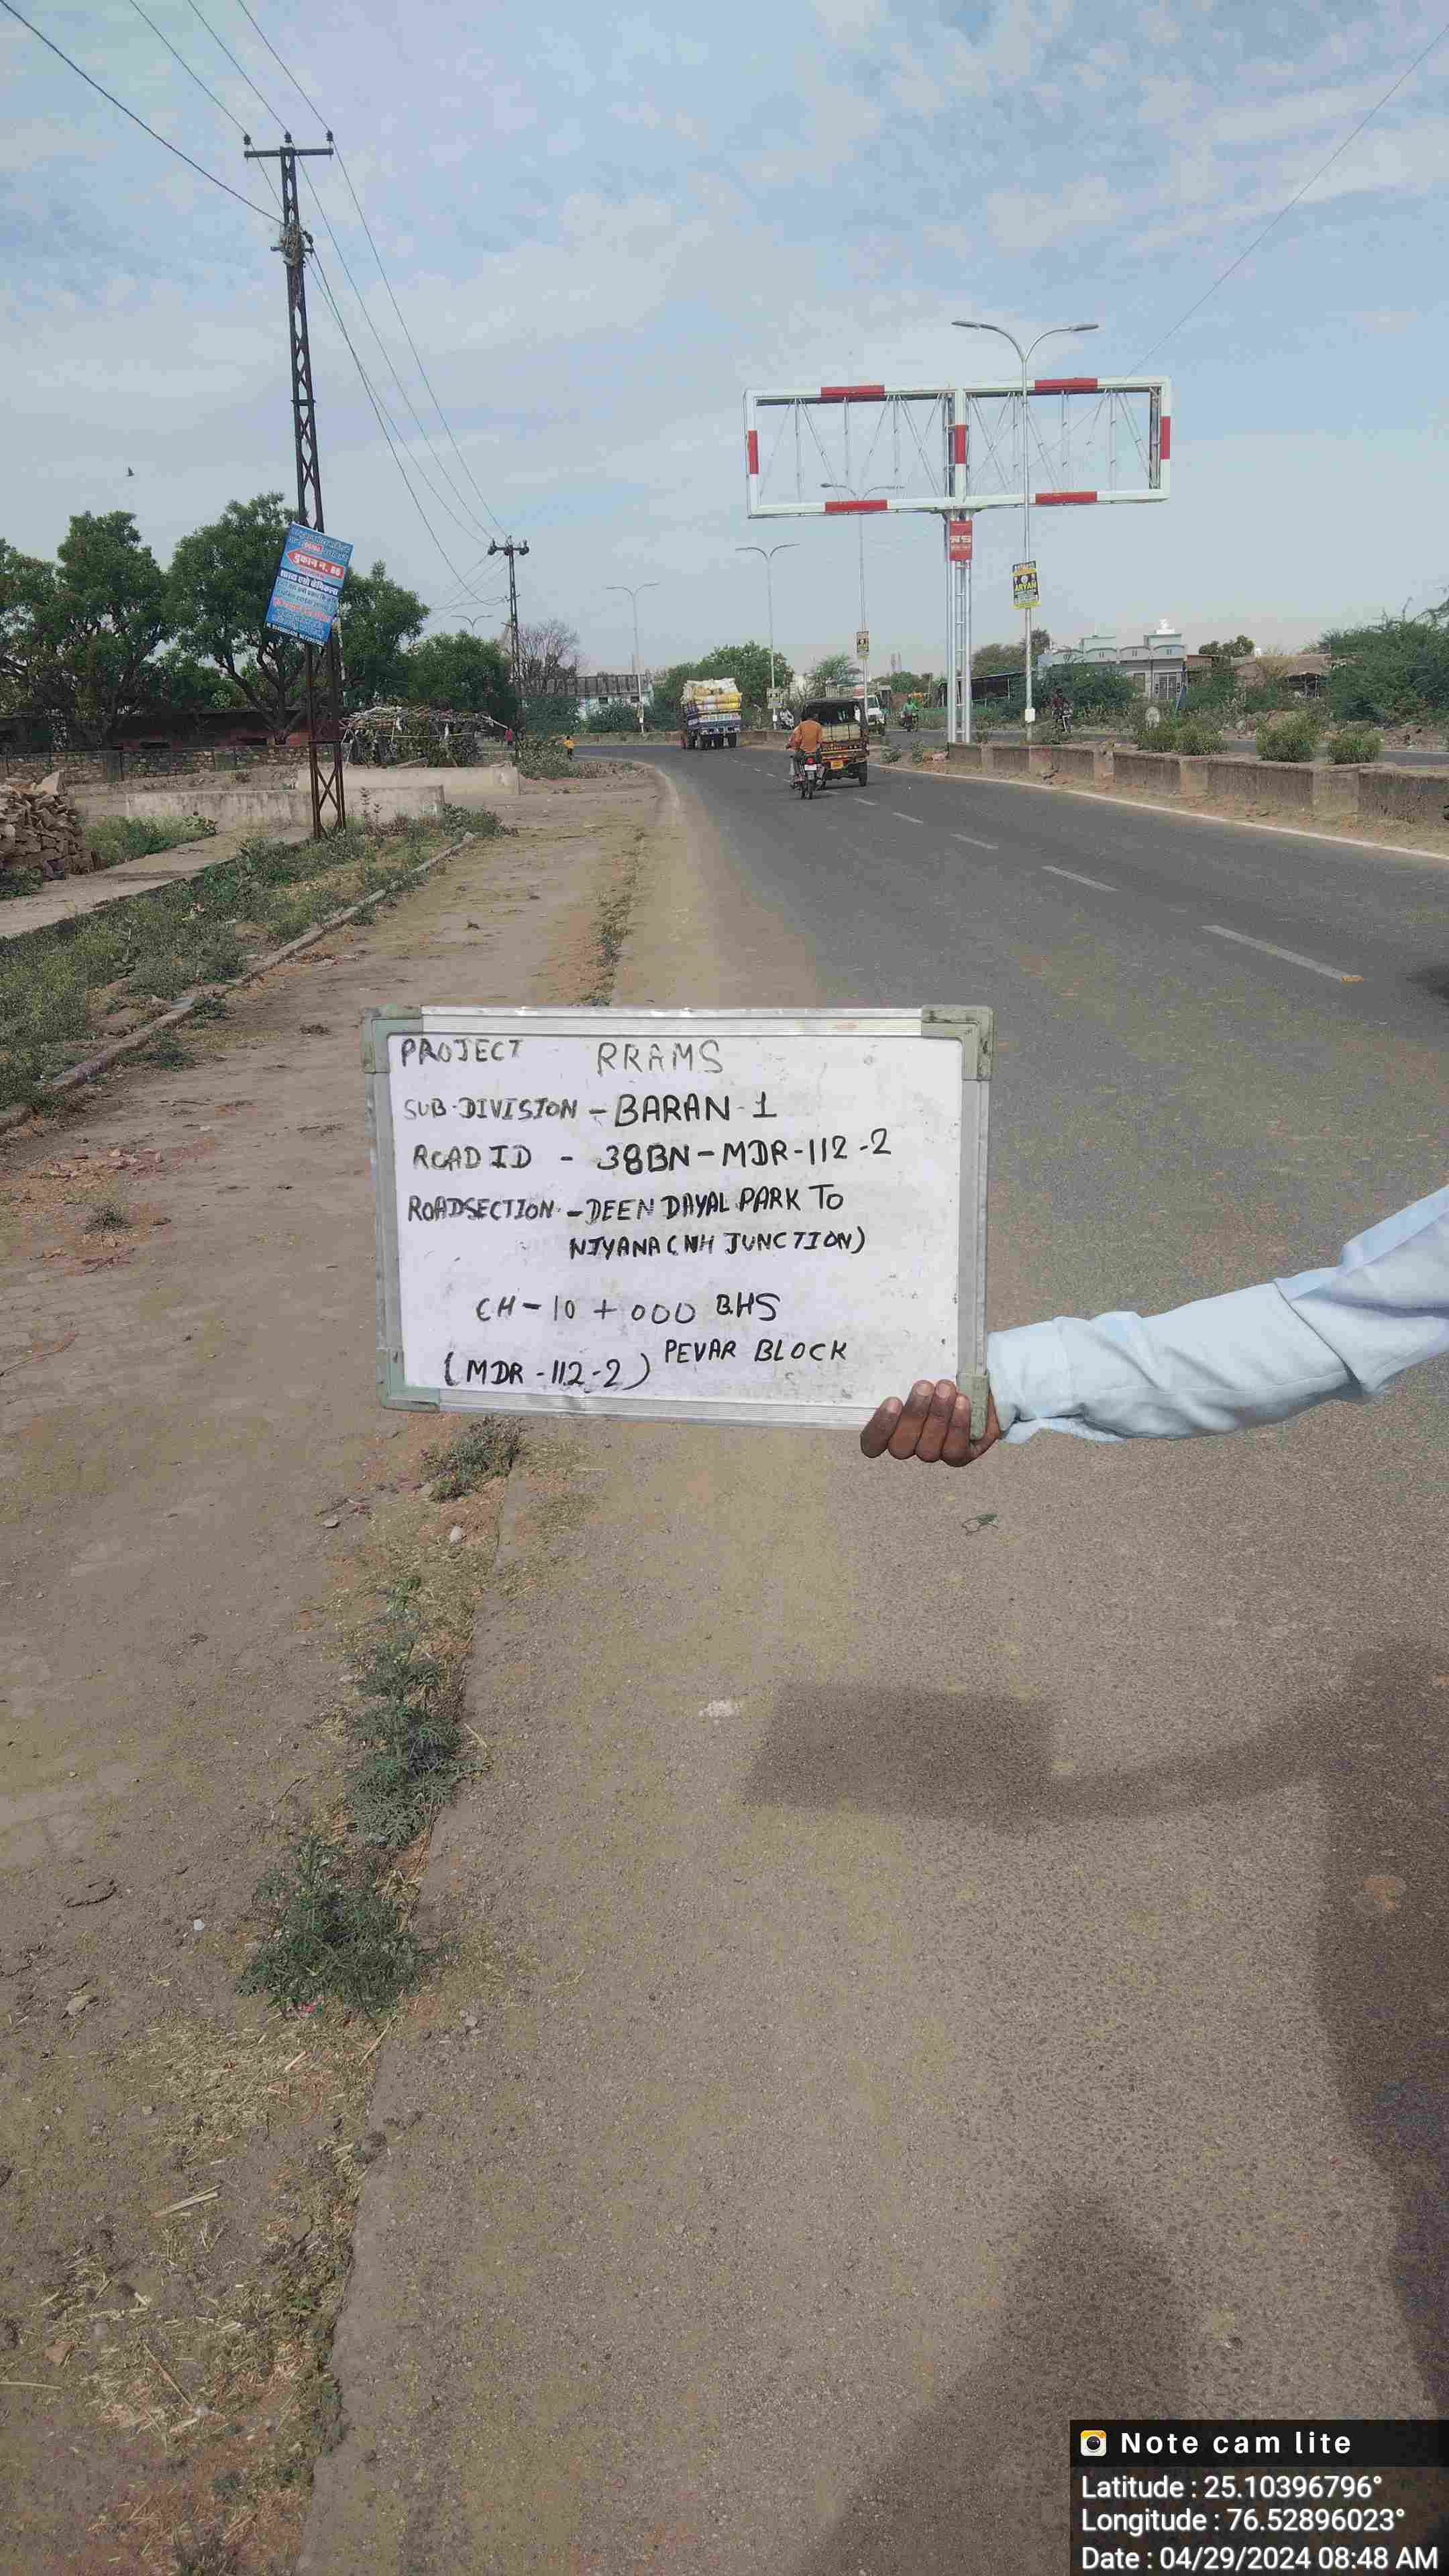 दुकान न. 86
ARYAN
PROJECT RRAMS
SUB-DIVISION - BARAN-1
ROAD ID - 38BN-MDR-112-2
ROADSECTION - DEEN DAYAL PARK TO
NIYANA (NH JUNCTION)
CH-10+000 BHS
PEVAR BLOCK
(MDR-112-2)
Note cam lite
Latitude : 25.10396796°
Longitude : 76.52896023°
Date : 04/29/2024 08:48 AM